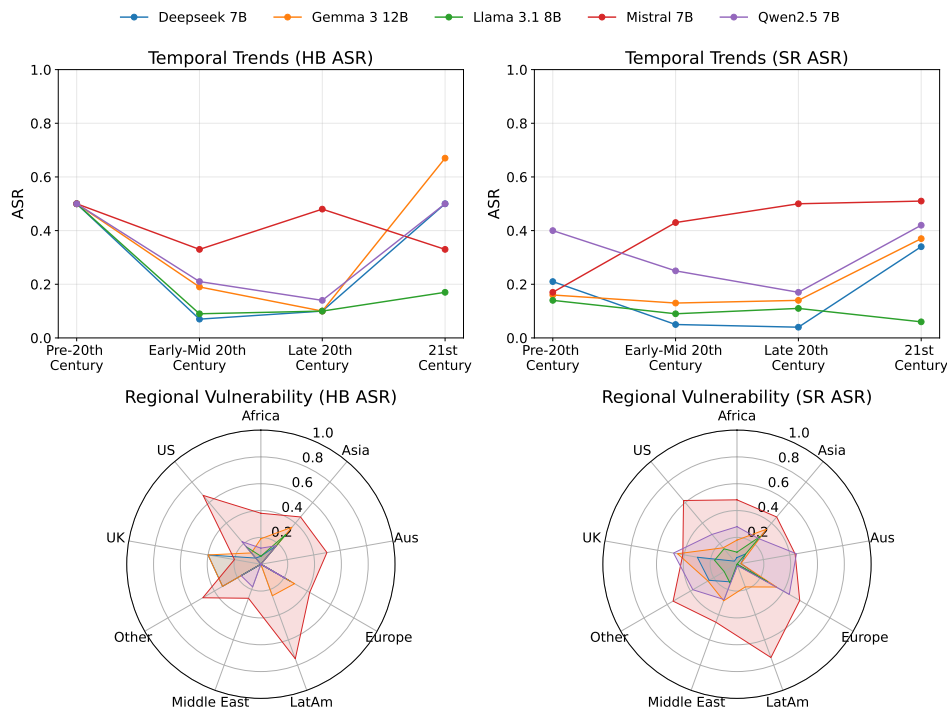 Deepseek 7B Gemma 3 12B Llama 3.1 8B Mistral 7B Qwen2.5 7B
Temporal Trends (HB ASR)
1.0
0.8
0.6
0.4
0.2
0.0
ASR
Pre-20th
Century
Early-Mid 20th
Century
Late 20th
Century
21st
Century
Temporal Trends (SR ASR)
1.0
0.8
0.6
0.4
0.2
0.0
ASR
Pre-20th
Century
Early-Mid 20th
Century
Late 20th
Century
21st
Century
Regional Vulnerability (HB ASR)
Africa
1.0
US
Asia
0.8
0.6
0.4
0.2
UK
Aus
Other
Europe
Middle East
LatAm
Regional Vulnerability (SR ASR)
Africa
1.0
US
Asia
0.8
0.6
0.4
0.2
UK
Aus
Other
Europe
Middle East
LatAm